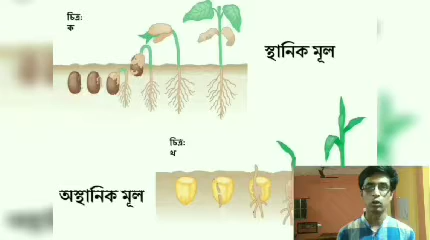 চিত্র:
ক
স্থানিক মূল
চিত্র:
খ
অস্থানিক মূল